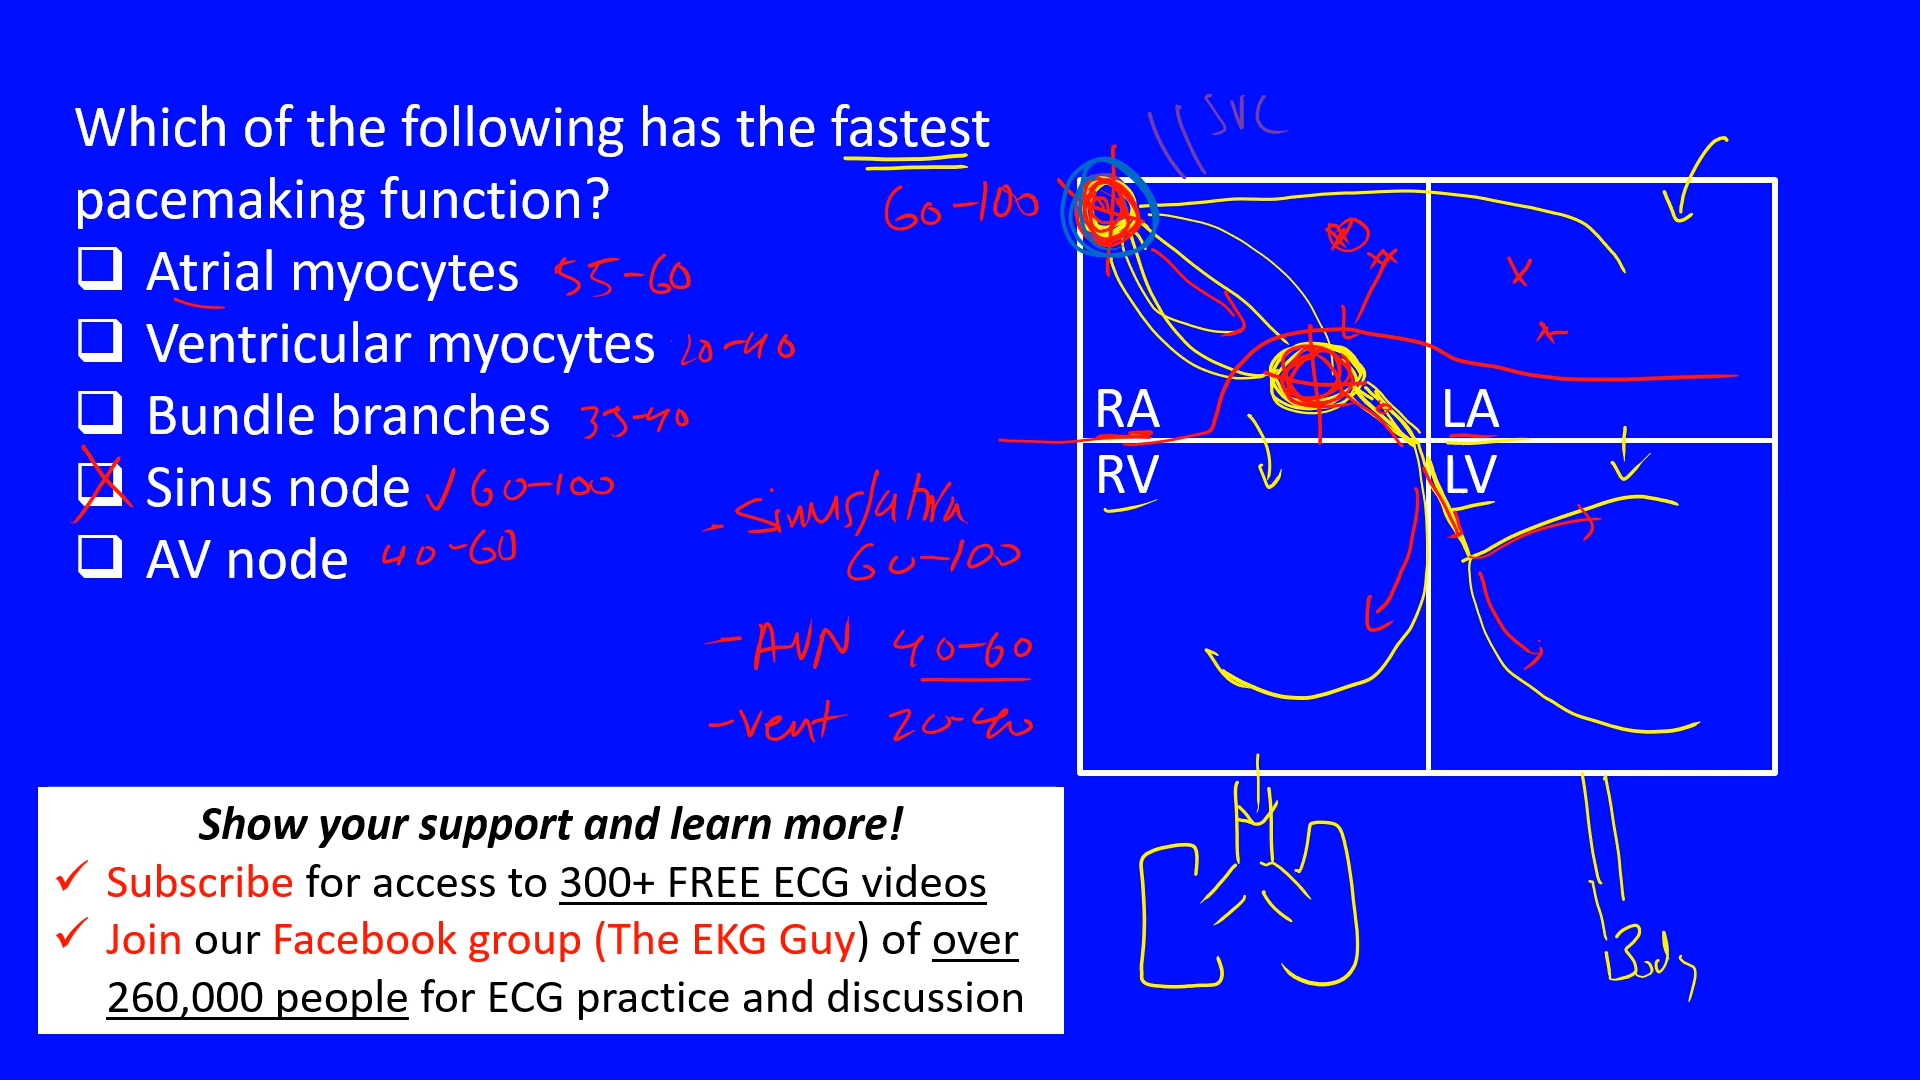 Which of the following has the fastest
pacemaking function?
Atrial myocytes 55-60
Ventricular myocytes 20-40
Bundle branches 35-40
Sinus node ✓ 60-100
AV node 40-60
60-100
SVC
- Sinus/atria
60-100
- AVN 40-60
- Vent 20-40
RA LA
RV LV
Body
Show your support and learn more!
✓ Subscribe for access to 300+ FREE ECG videos
✓ Join our Facebook group (The EKG Guy) of over
260,000 people for ECG practice and discussion